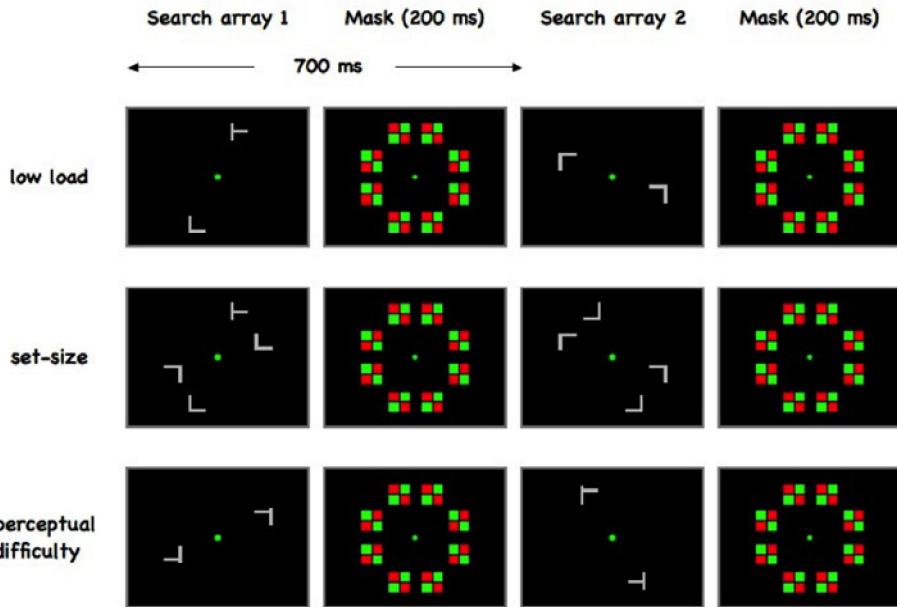 Search array 1
Mask (200 ms)
Search array 2
Mask (200 ms)
700 ms
low load
set-size
perceptual
difficulty